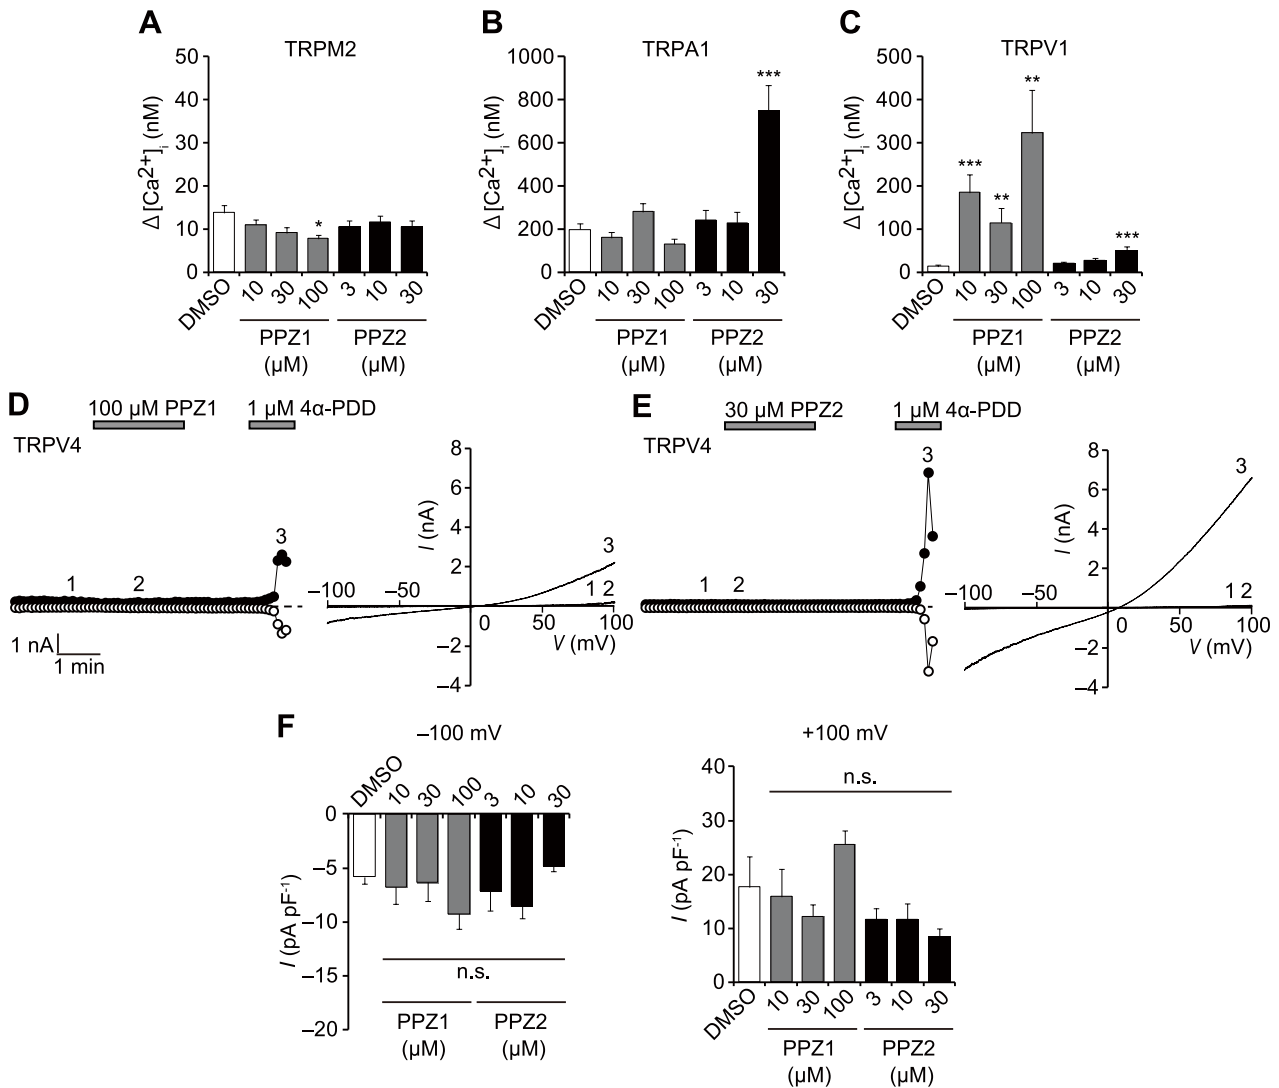 A
TRPM2
Δ [Ca2+]i (nM)
50
40
30
20
10
0
*
DMSO
10
30
100
3
10
30
PPZ1
(μM)
PPZ2
(μM)
B
TRPA1
Δ [Ca2+]i (nM)
1000
800
600
400
200
0
***
DMSO
10
30
100
3
10
30
PPZ1
(μM)
PPZ2
(μM)
C
TRPV1
Δ [Ca2+]i (nM)
500
400
300
200
100
0
***
**
**
***
DMSO
10
30
100
3
10
30
PPZ1
(μM)
PPZ2
(μM)
D
100 μM PPZ1
1 μM 4α-PDD
TRPV4
1
2
3
1 nA
1 min
I (nA)
8
6
4
2
–2
–4
–100
–50
0
50
100
V (mV)
3
1 2
E
30 μM PPZ2
1 μM 4α-PDD
TRPV4
1
2
3
I (nA)
8
6
4
2
–2
–4
–100
–50
0
50
100
V (mV)
3
1 2
F
–100 mV
DMSO
10
30
100
3
10
30
I (pA pF-1)
0
–5
–10
–15
–20
n.s.
PPZ1
(μM)
PPZ2
(μM)
+100 mV
I (pA pF-1)
40
30
20
10
0
n.s.
DMSO
10
30
100
3
10
30
PPZ1
(μM)
PPZ2
(μM)